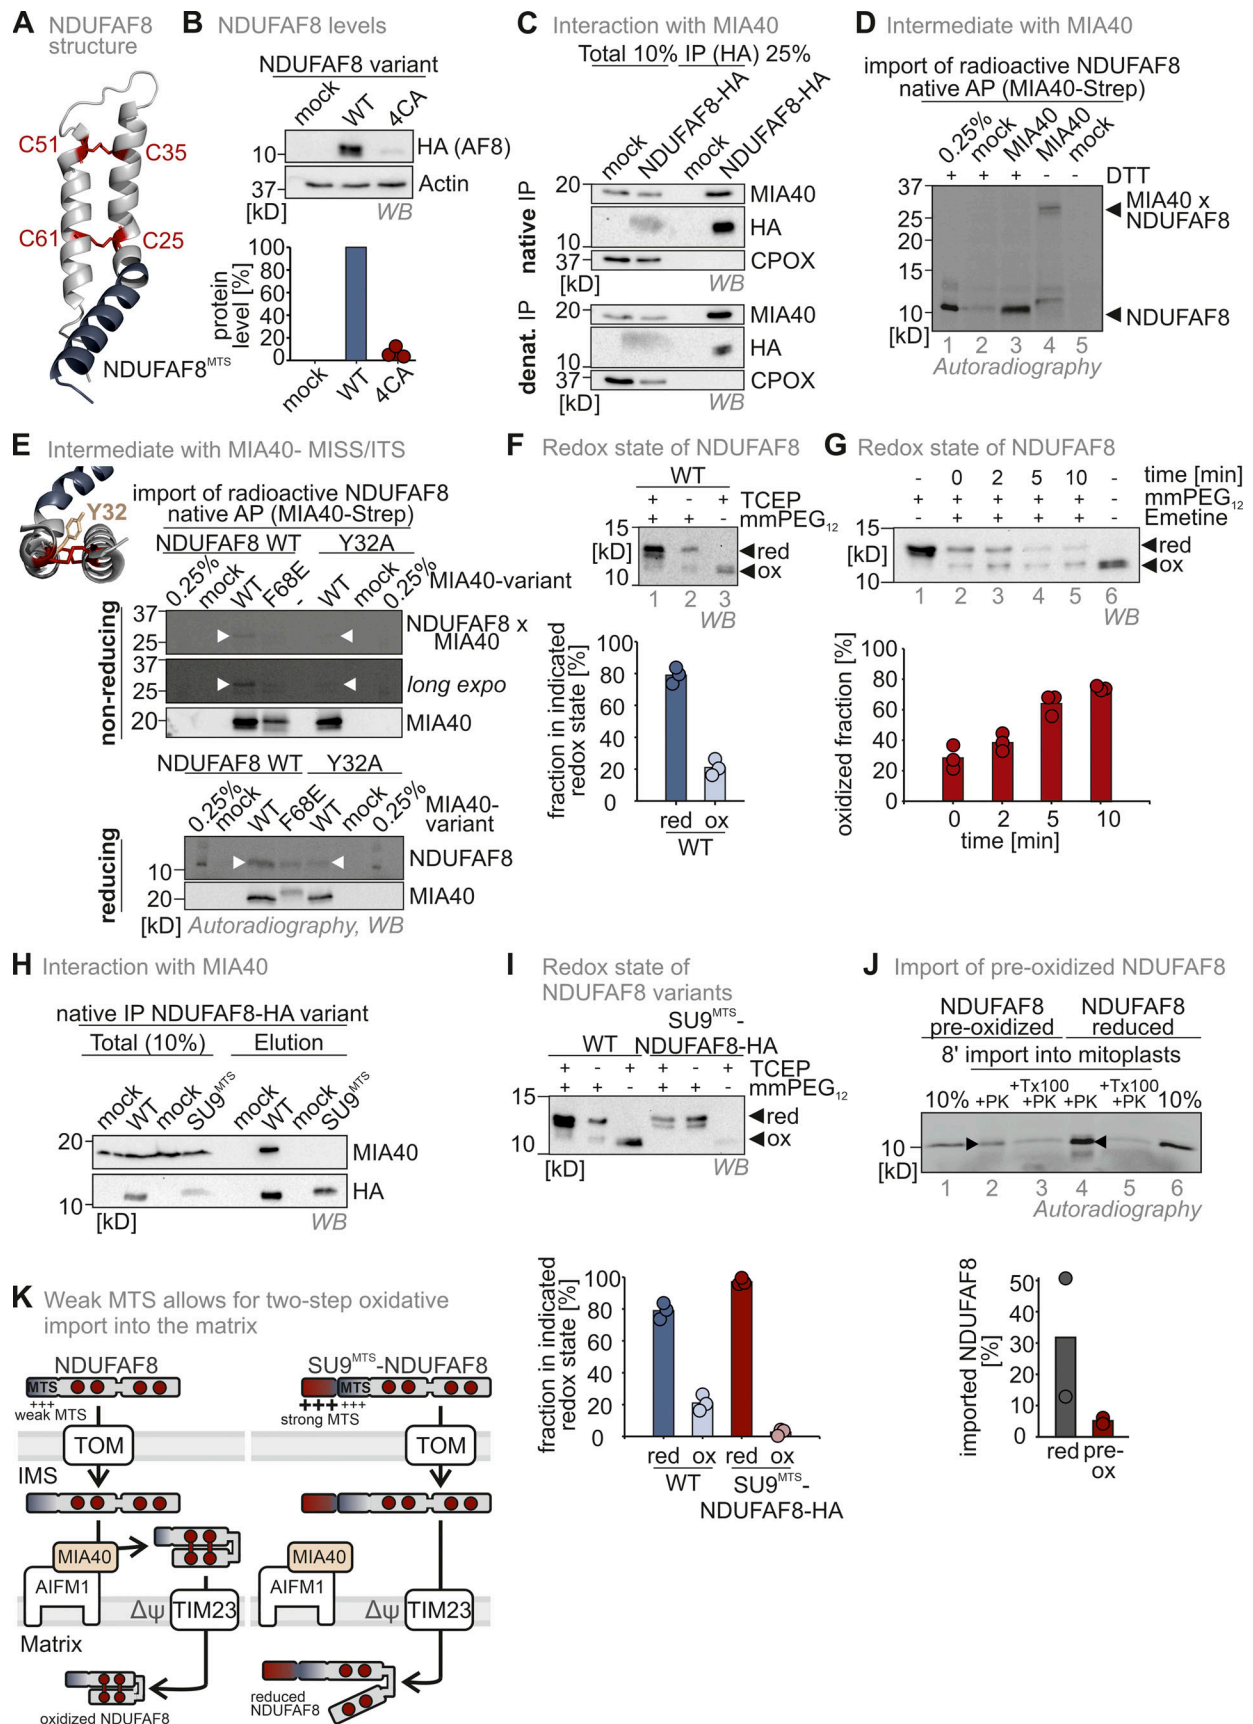 A NDUFAF8
structure
C51
C35
C61
C25
NDUFAF8MTS
B NDUFAF8 levels
NDUFAF8 variant
mock
WT
4CA
10
HA (AF8)
37
Actin
[kD]
WB
protein
level [%]
100
80
60
40
20
0
mock
WT
4CA
C Interaction with MIA40
Total 10% IP (HA) 25%
mock
NDUFAF8-HA
mock
NDUFAF8-HA
native IP
20
MIA40
HA
10
37
CPOX
[kD]
WB
denat. IP
20
MIA40
HA
10
37
CPOX
[kD]
WB
D Intermediate with MIA40
import of radioactive NDUFAF8
native AP (MIA40-Strep)
0.25%
mock
MIA40
MIA40
mock
+ + + - - DTT
37
25
20
15
10
[kD]
MIA40 x
NDUFAF8
NDUFAF8
1 2 3 4 5
Autoradiography
E Intermediate with MIA40- MISS/ITS
Y32
import of radioactive NDUFAF8
native AP (MIA40-Strep)
NDUFAF8 WT Y32A
0.25% mock WT F68E - WT mock 0.25% MIA40-variant
non-reducing
37
25
NDUFAF8 x
MIA40
37
25
long expo
20
MIA40
NDUFAF8 WT Y32A
0.25% mock WT F68E WT mock 0.25% MIA40-
variant
reducing
10
NDUFAF8
20
MIA40
[kD]
Autoradiography, WB
F Redox state of NDUFAF8
WT
+ - + TCEP
+ + - mmPEG12
15
[kD]
10
red
ox
1 2 3
WB
fraction in indicated
redox state [%]
100
80
60
40
20
0
red ox
WT
G Redox state of NDUFAF8
- 0 2 5 10 - time [min]
+ + + + + - mmPEG12
- + + + + - Emetine
15
[kD]
10
red
ox
1 2 3 4 5 6
WB
oxidized fraction [%]
100
80
60
40
20
0
0 2 5 10
time [min]
H Interaction with MIA40
native IP NDUFAF8-HA variant
Total (10%) Elution
mock WT mock SU9MTS mock WT mock SU9MTS
20
MIA40
HA
10
[kD]
WB
I Redox state of
NDUFAF8 variants
SU9MTS-
WT NDUFAF8-HA
+ - + + - + TCEP
+ + - + + - mmPEG12
15
10
[kD]
red
ox
WB
fraction in indicated
redox state [%]
100
80
60
40
20
0
red ox red ox
WT SU9MTS-
NDUFAF8-HA
J Import of pre-oxidized NDUFAF8
NDUFAF8 NDUFAF8
pre-oxidized reduced
8' import into mitoplasts
+Tx100 +Tx100
10% +PK +PK +PK +PK 10%
10
[kD]
1 2 3 4 5 6
Autoradiography
imported NDUFAF8
[%]
50
40
30
20
10
0
red pre-
ox
K Weak MTS allows for two-step oxidative
import into the matrix
NDUFAF8
MTS
+++
weak MTS
SU9MTS-NDUFAF8
MTS
+++ +++
strong MTS
TOM
TOM
IMS
MIA40
AIFM1
Δψ
TIM23
MIA40
AIFM1
Δψ
TIM23
Matrix
oxidized NDUFAF8
reduced
NDUFAF8